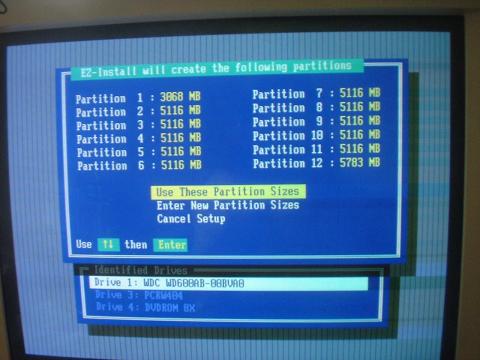 EZ-Install will create the following partitions
Partition 1 : 3068 MB
Partition 2 : 5116 MB
Partition 3 : 5116 MB
Partition 4 : 5116 MB
Partition 5 : 5116 MB
Partition 6 : 5116 MB
Partition 7 : 5116 MB
Partition 8 : 5116 MB
Partition 9 : 5116 MB
Partition 10 : 5116 MB
Partition 11 : 5116 MB
Partition 12 : 5783 MB
Use These Partition Sizes
Enter New Partition Sizes
Cancel Setup
Use ↑↓ then Enter
Identified Drives
Drive 1: WDC WD600AB-00BVA0
Drive 3: PCRW404
Drive 4: DVDROM 8X